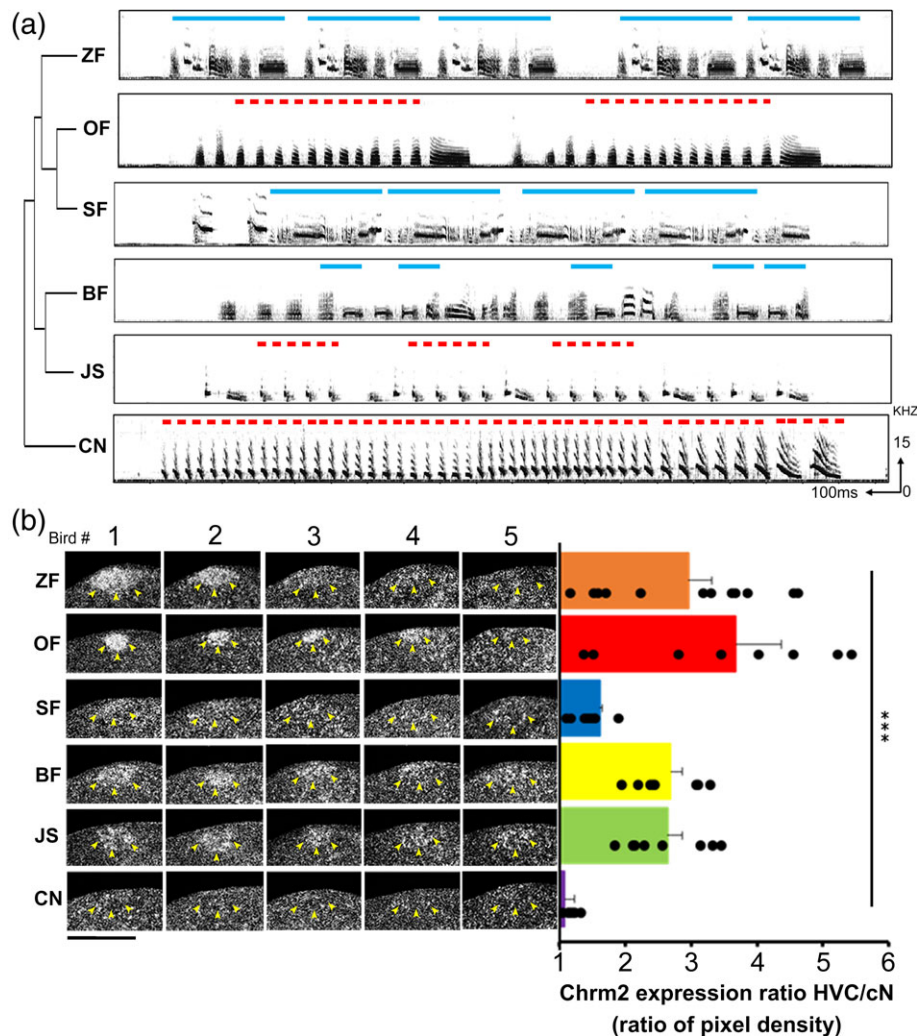 (a)
ZF
OF
SF
BF
JS
CN
KHZ
15
0
100ms
(b)
Bird # 1 2 3 4 5
ZF
OF
SF
BF
JS
CN
***
1 2 3 4 5 6
Chrm2 expression ratio HVC/cN
(ratio of pixel density)